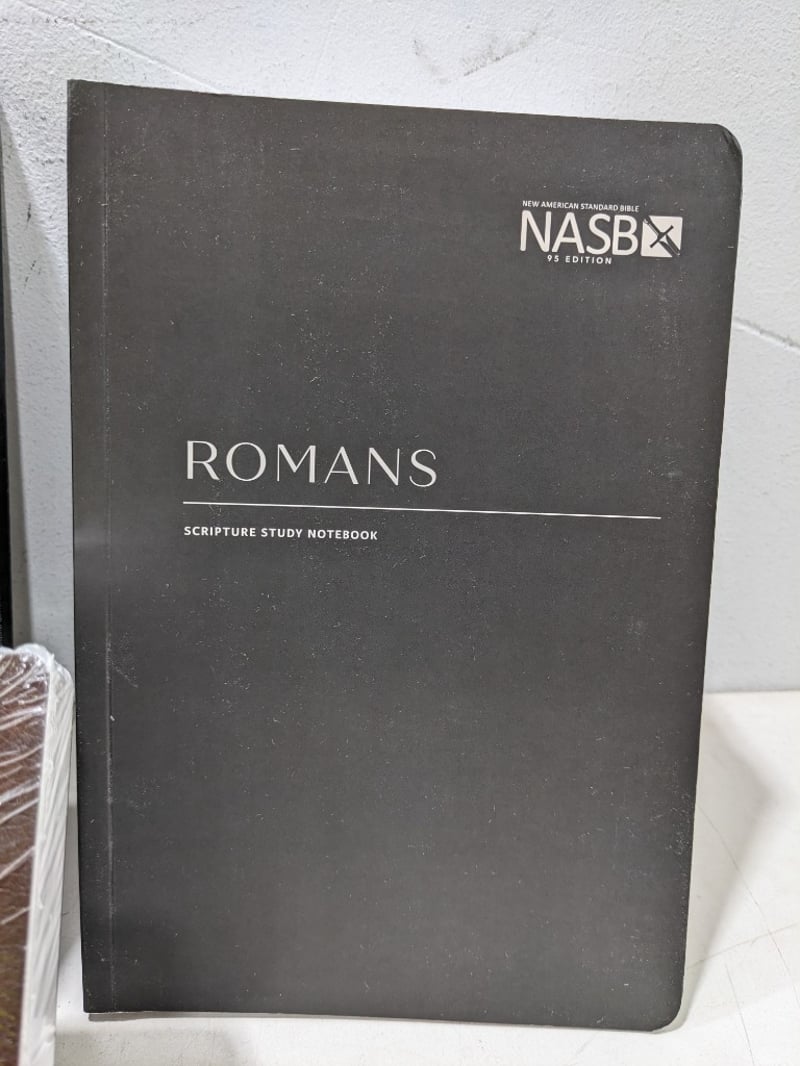 NEW AMERICAN STANDARD BIBLE
NASB
95 EDITION
ROMANS
SCRIPTURE STUDY NOTEBOOK